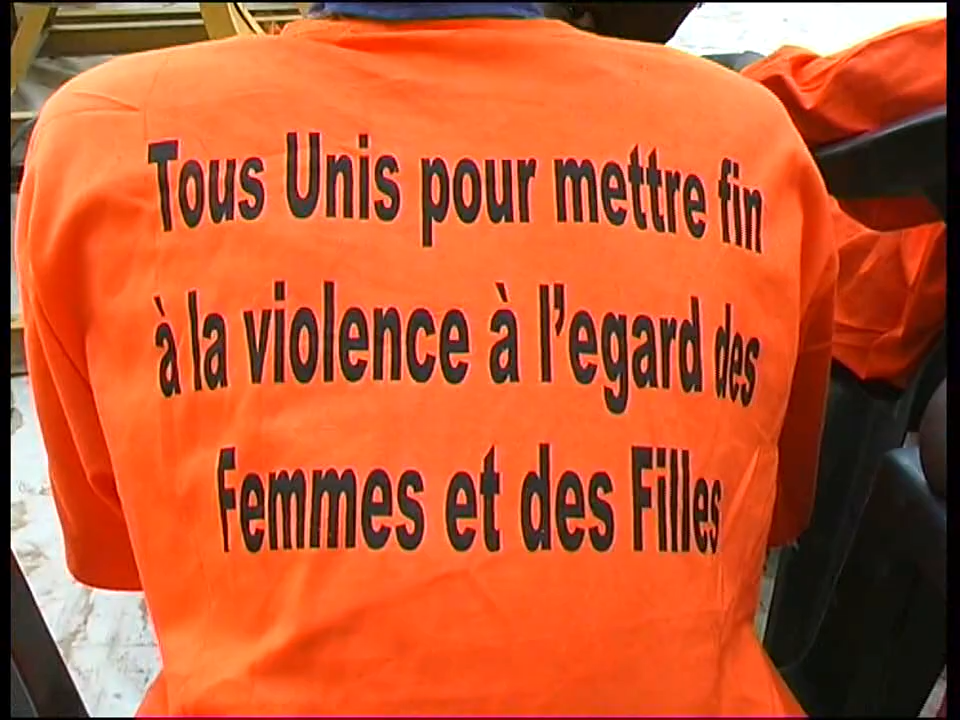 Tous Unis pour mettre fin
à la violence à l'egard des
Femmes et des Filles